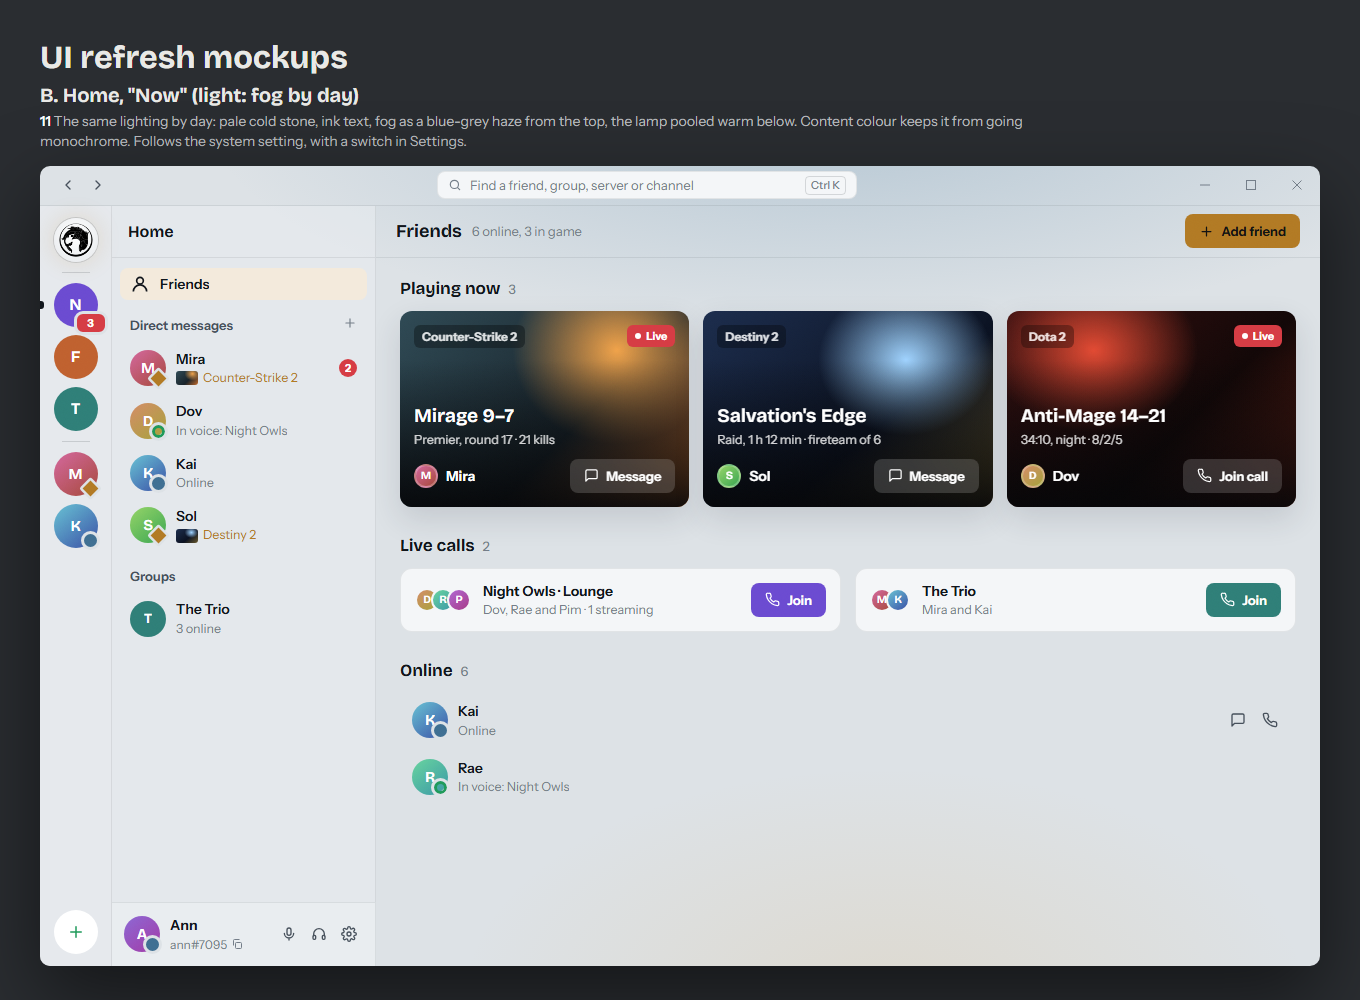 UI refresh mockups
B. Home, "Now" (light: fog by day)
11 The same lighting by day: pale cold stone, ink text, fog as a blue-grey haze from the top, the lamp pooled warm below. Content colour keeps it from going
monochrome. Follows the system setting, with a switch in Settings.
Find a friend, group, server or channel
Ctrl K
Home
Friends 6 online, 3 in game
Add friend
N
3
F
T
M
K
Friends
Direct messages
M
Mira
Counter-Strike 2
2
D
Dov
In voice: Night Owls
K
Kai
Online
S
Sol
Destiny 2
Groups
T
The Trio
3 online
A
Ann
ann#7095
Playing now 3
Counter-Strike 2
Live
Mirage 9–7
Premier, round 17 · 21 kills
M
Mira
Message
Destiny 2
Salvation's Edge
Raid, 1 h 12 min · fireteam of 6
S
Sol
Message
Dota 2
Live
Anti-Mage 14–21
34:10, night · 8/2/5
D
Dov
Join call
Live calls 2
D R P
Night Owls · Lounge
Dov, Rae and Pim · 1 streaming
Join
M K
The Trio
Mira and Kai
Join
Online 6
K
Kai
Online
R
Rae
In voice: Night Owls